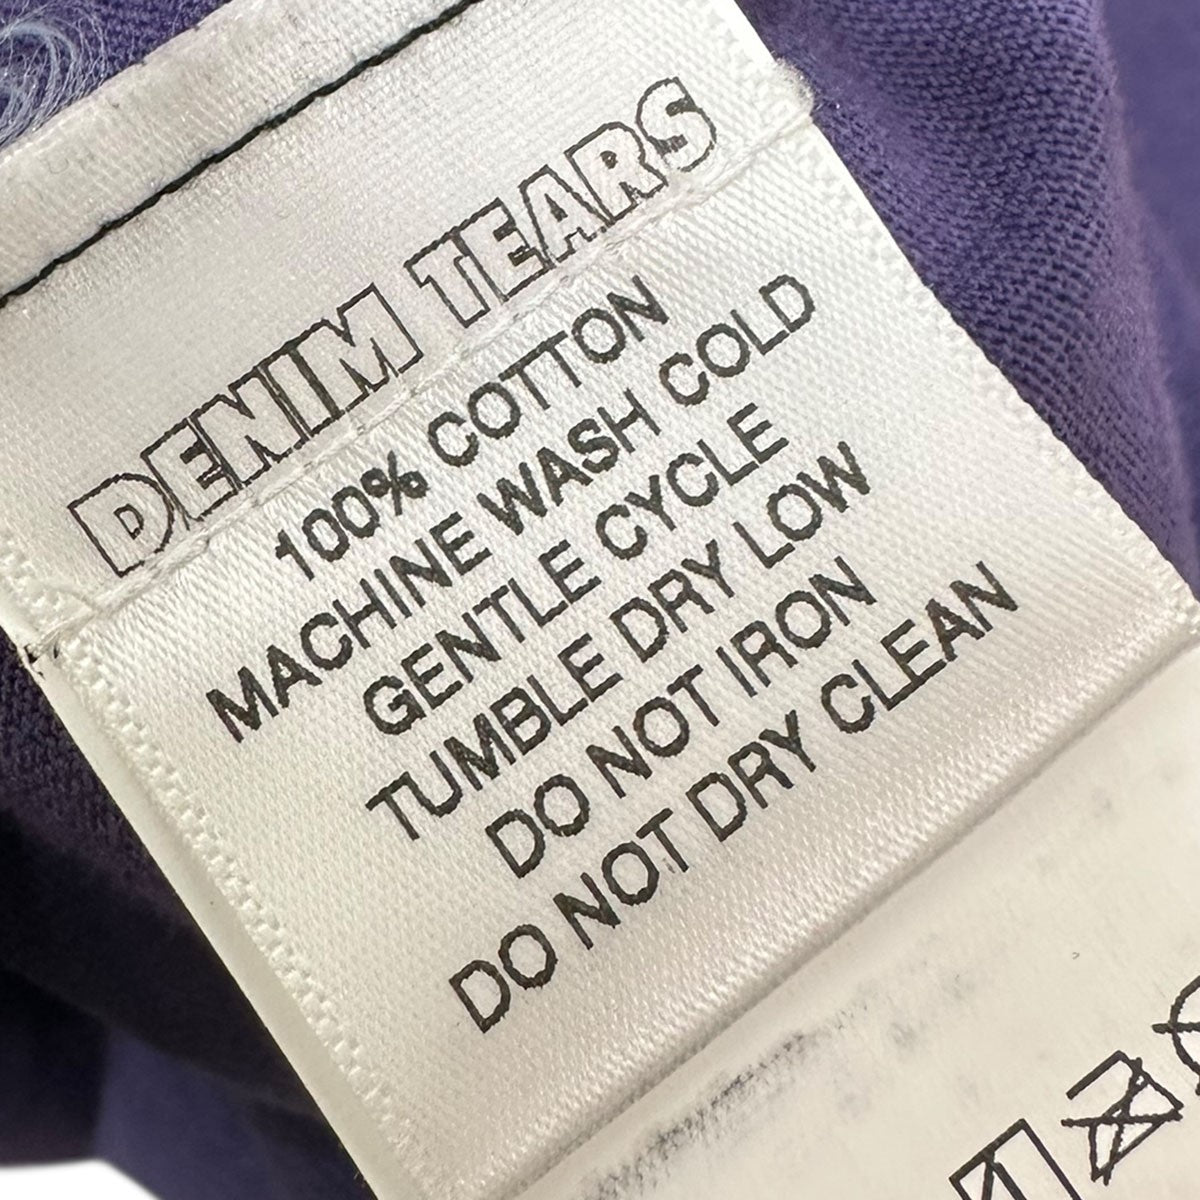 DENIM TEARS
100% COTTON
MACHINE WASH COLD
GENTLE CYCLE
TUMBLE DRY LOW
DO NOT IRON
DO NOT DRY CLEAN